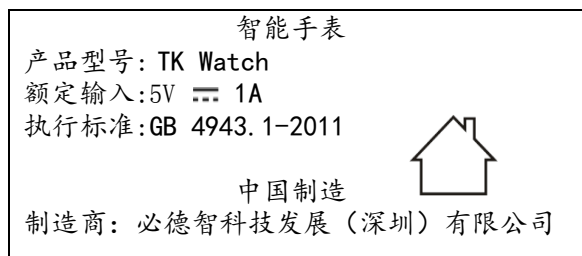 智能手表
产品型号: TK Watch
额定输入:5V ⎓ 1A
执行标准:GB 4943.1-2011
中国制造
制造商: 必德智科技发展（深圳）有限公司